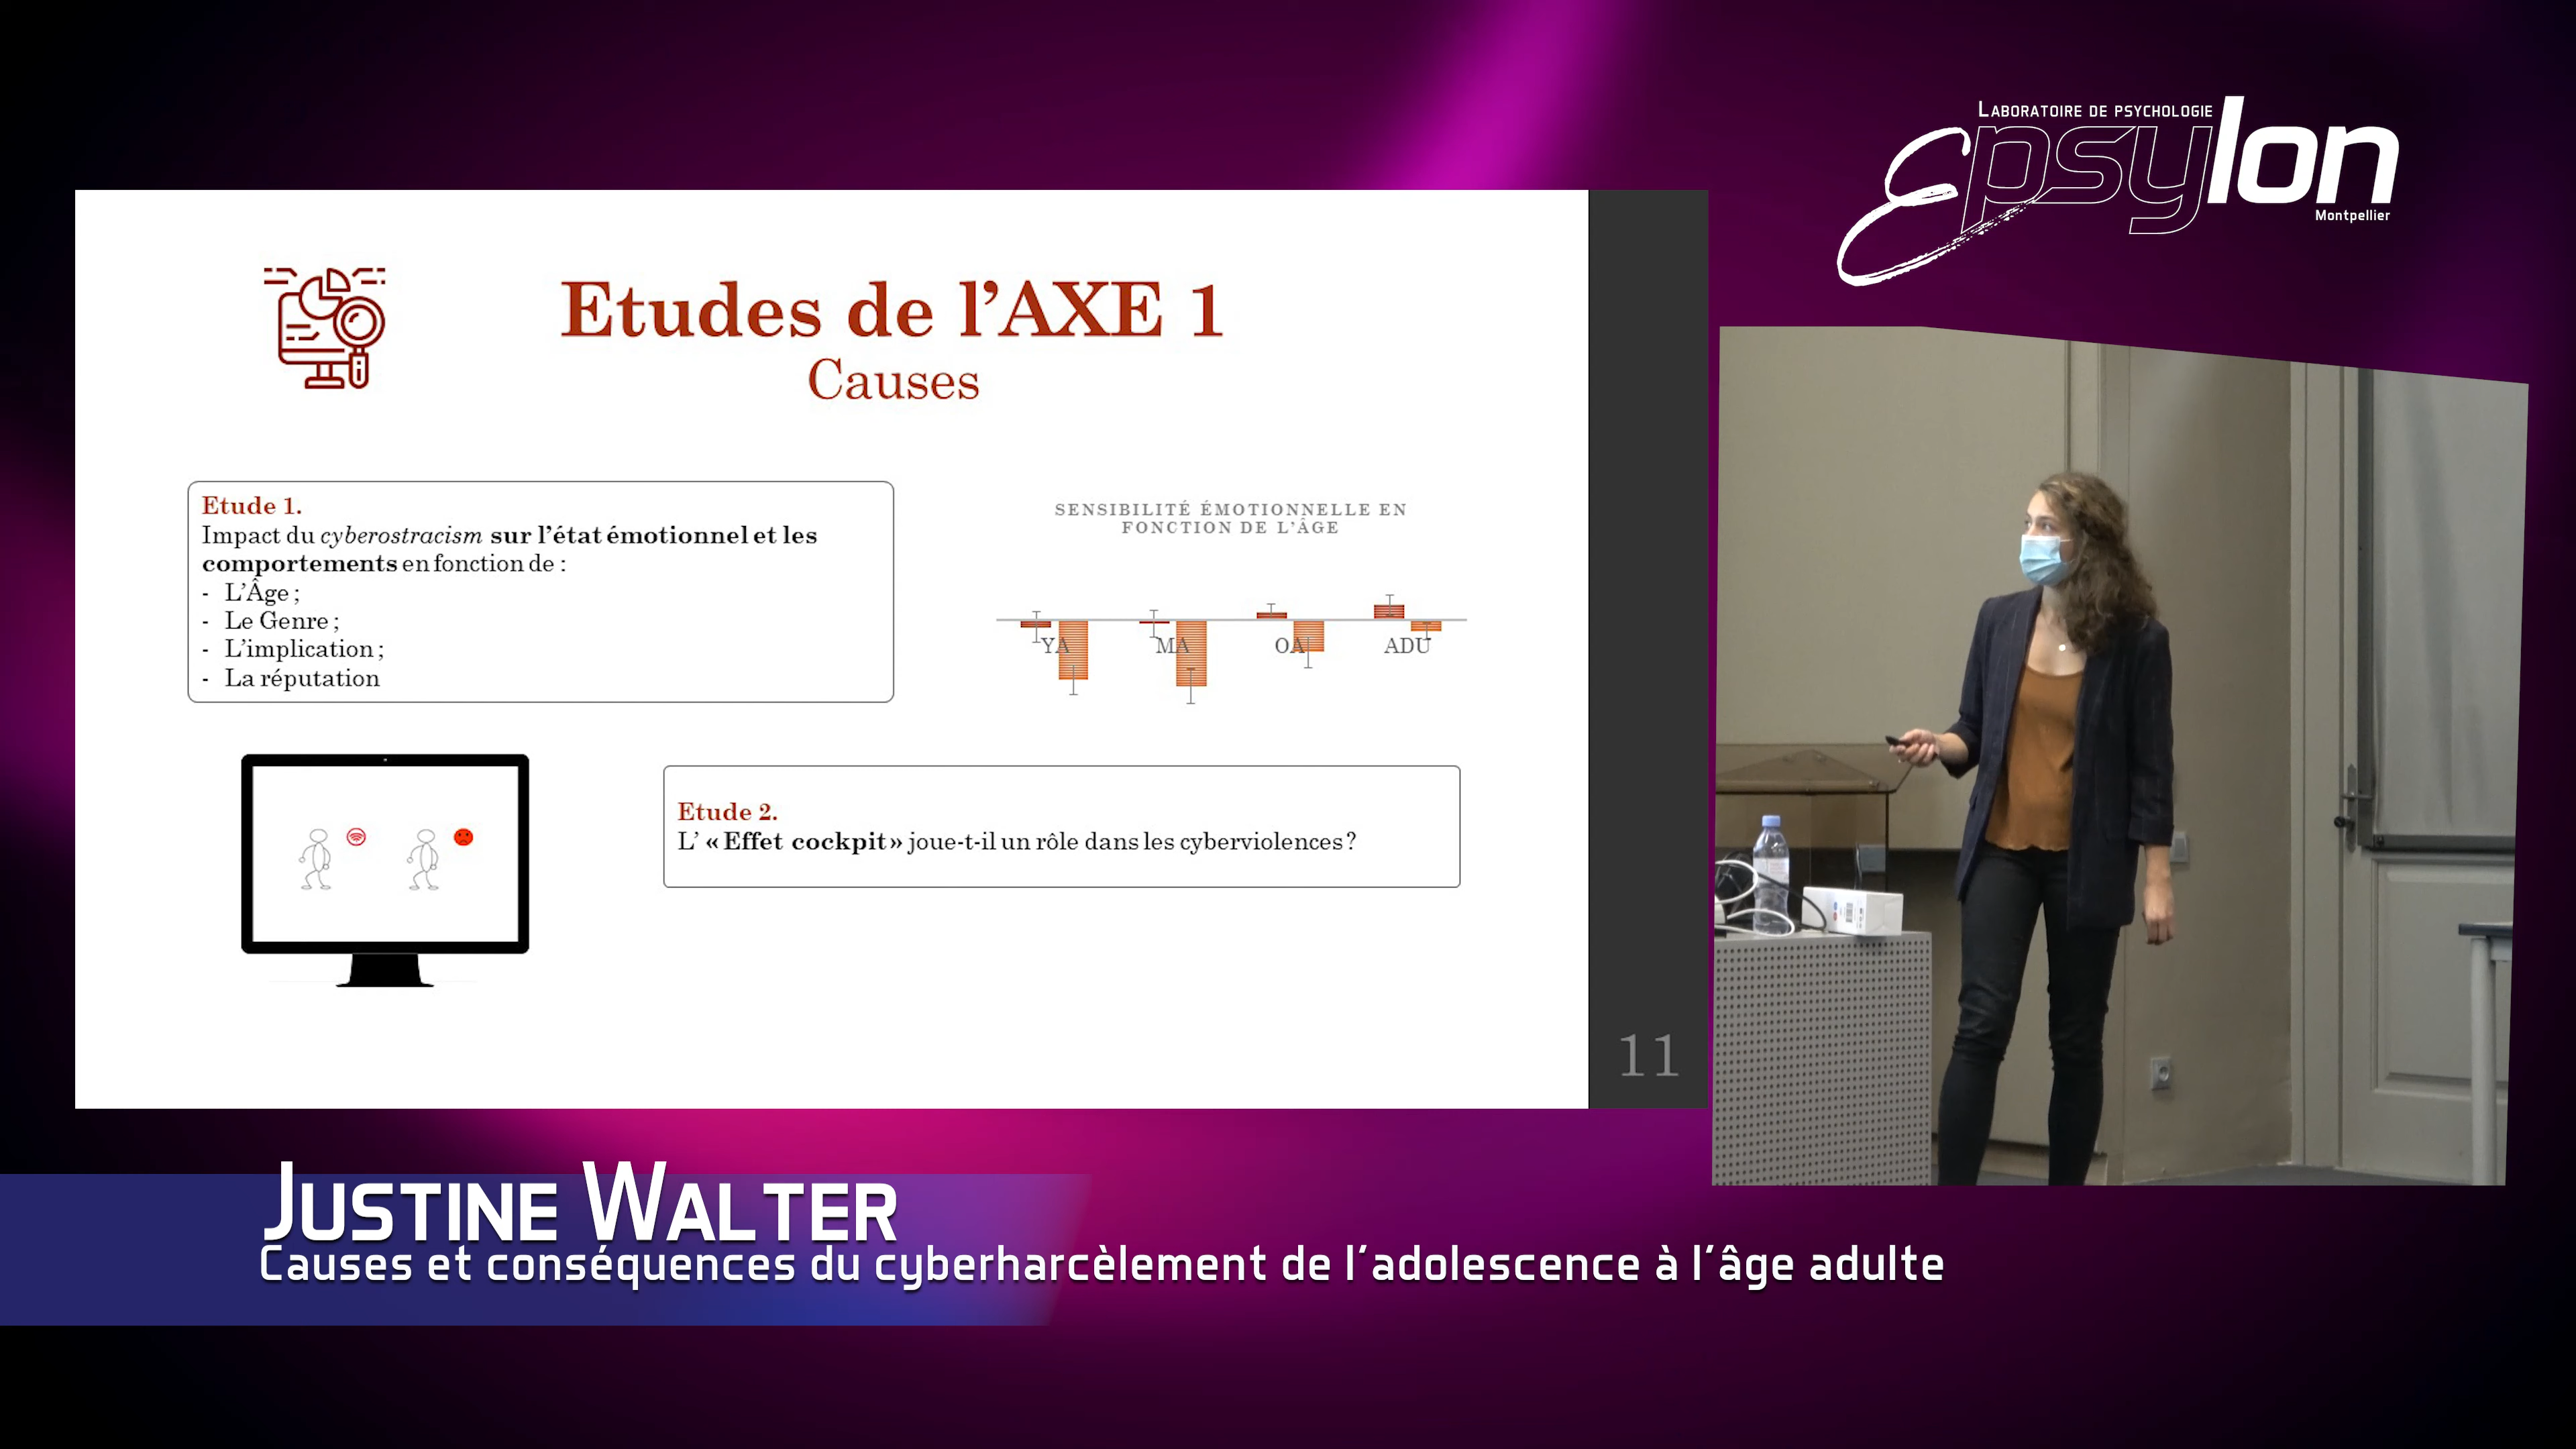 LABORATOIRE DE PSYCHOLOGIE
Epsylon
Montpellier
Etudes de l’AXE 1
Causes
Etude 1.
Impact du cyberostracism sur l’état émotionnel et les
comportements en fonction de :
- L’Âge ;
- Le Genre ;
- L’implication ;
- La réputation
SENSIBILITÉ ÉMOTIONNELLE EN
FONCTION DE L’ÂGE
YA MA OA ADU
Etude 2.
L’ « Effet cockpit » joue-t-il un rôle dans les cyberviolences ?
11
JUSTINE WALTER
Causes et conséquences du cyberharcèlement de l’adolescence à l’âge adulte